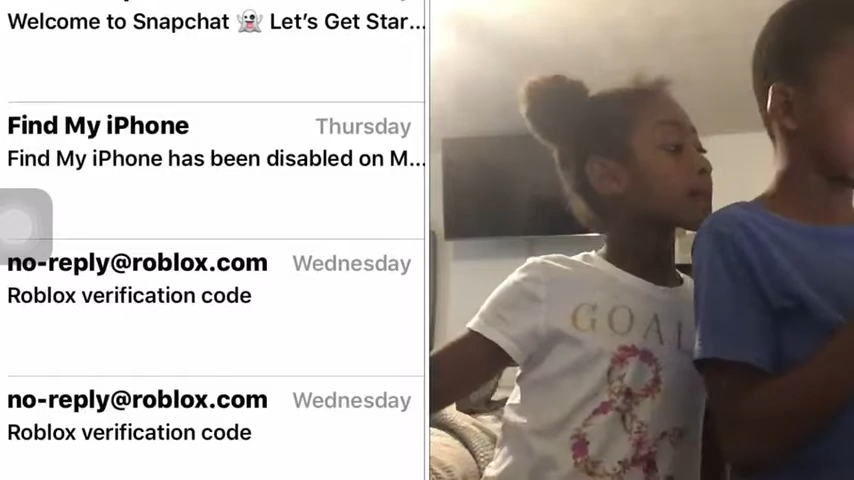 Welcome to Snapchat 👻 Let's Get Star...
Find My iPhone
Thursday
Find My iPhone has been disabled on M...
no-reply@roblox.com
Wednesday
Roblox verification code
no-reply@roblox.com
Wednesday
Roblox verification code
GOAL
&